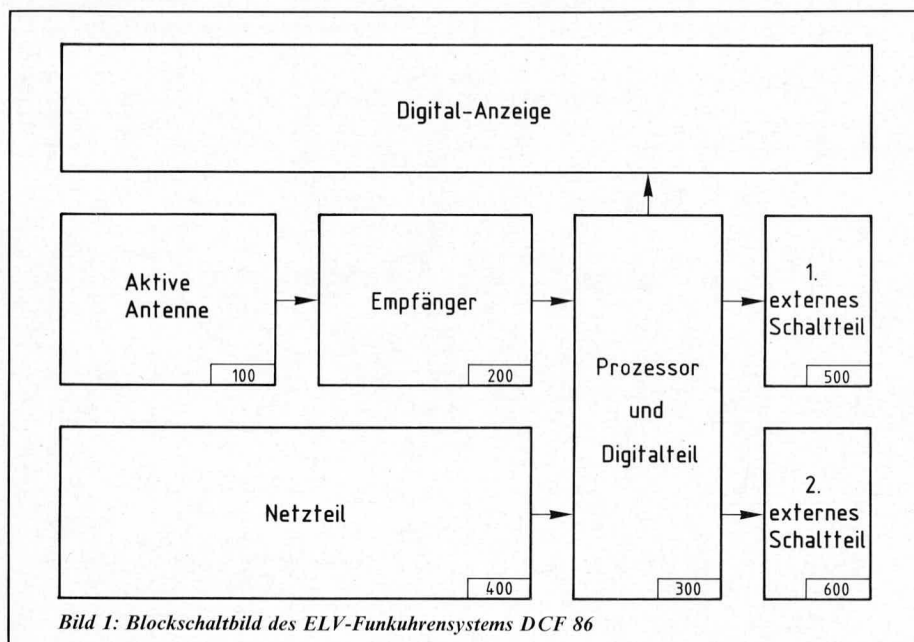 Digital-Anzeige
Aktive
Antenne
100
Empfänger
200
Prozessor
und
Digitalteil
300
1.
externes
Schaltteil
500
Netzteil
400
2.
externes
Schaltteil
600
Bild 1: Blockschaltbild des ELV-Funkuhrensystems DCF 86